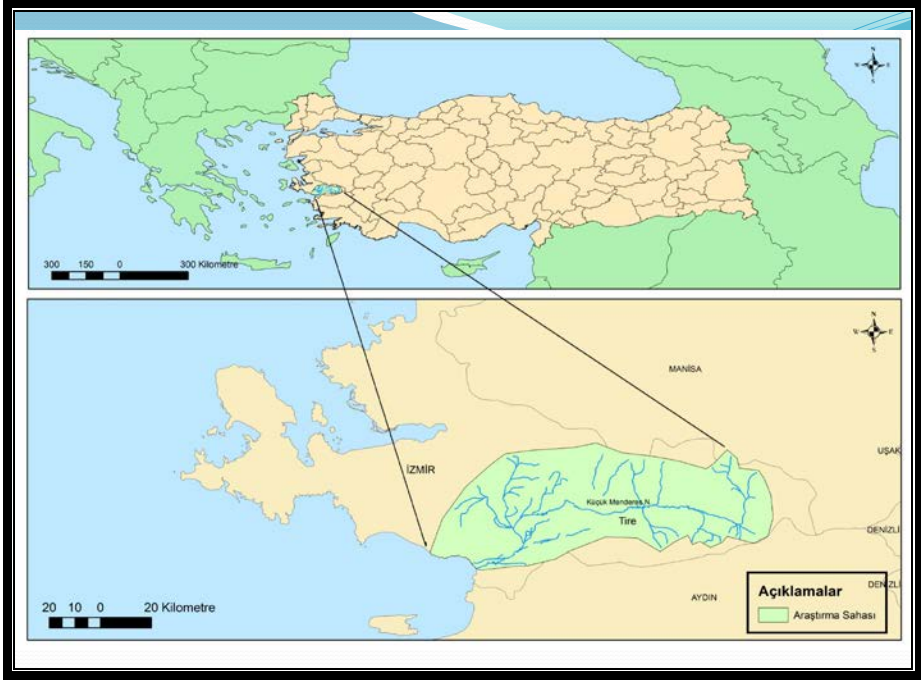 N
W E
S
300 150 0 300 Kilometre
N
W E
S
MANİSA
UŞAK
İZMİR
Küçük Menderes N.
Tire
DENİZLİ
DENİZLİ
AYDIN
Açıklamalar
Araştırma Sahası
20 10 0 20 Kilometre